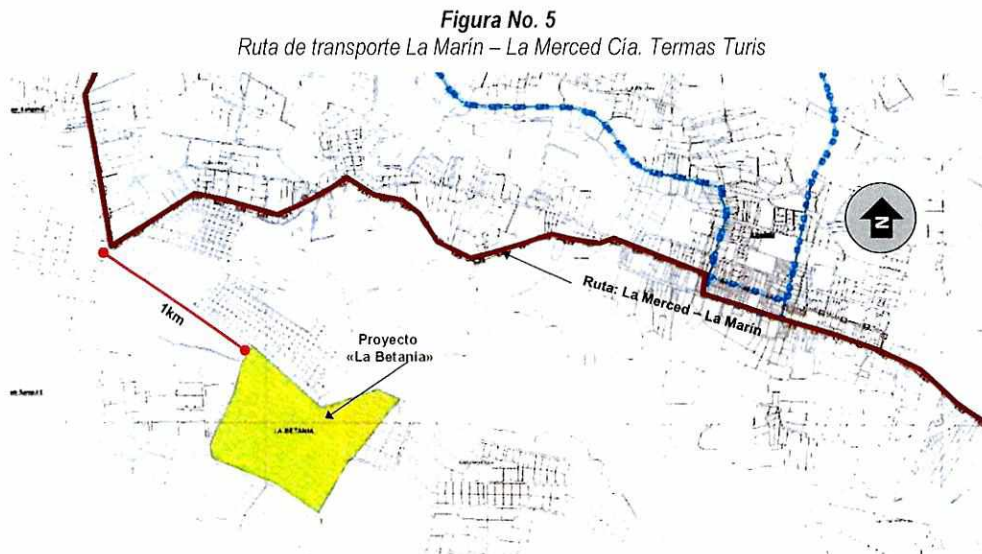 Figura No. 5
Ruta de transporte La Marín – La Merced Cía. Termas Turis
N
Ruta: La Merced – La Marín
1km
Proyecto
«La Betania»
LA BETANIA